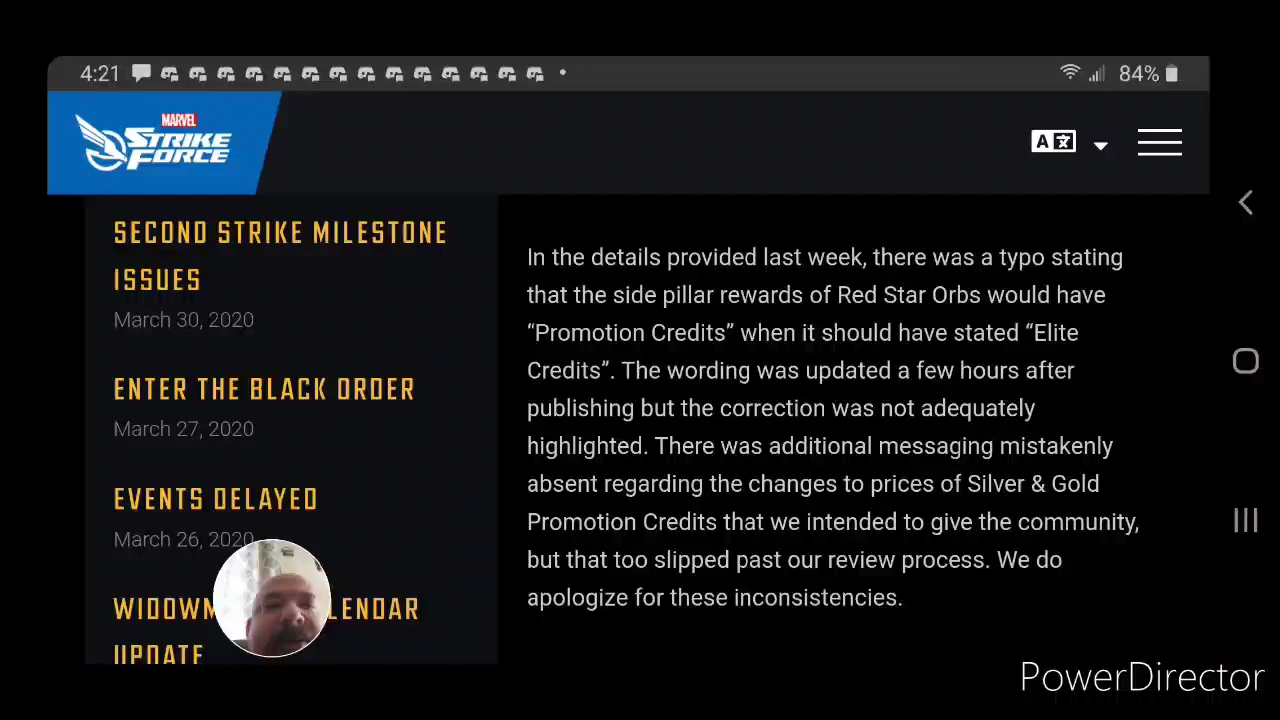 4:21
84%
MARVEL
STRIKE
FORCE
A文
SECOND STRIKE MILESTONE
ISSUES
March 30, 2020
ENTER THE BLACK ORDER
March 27, 2020
EVENTS DELAYED
March 26, 2020
UPDATE
In the details provided last week, there was a typo stating
that the side pillar rewards of Red Star Orbs would have
“Promotion Credits” when it should have stated “Elite
Credits”. The wording was updated a few hours after
publishing but the correction was not adequately
highlighted. There was additional messaging mistakenly
absent regarding the changes to prices of Silver & Gold
Promotion Credits that we intended to give the community,
but that too slipped past our review process. We do
apologize for these inconsistencies.
PowerDirector